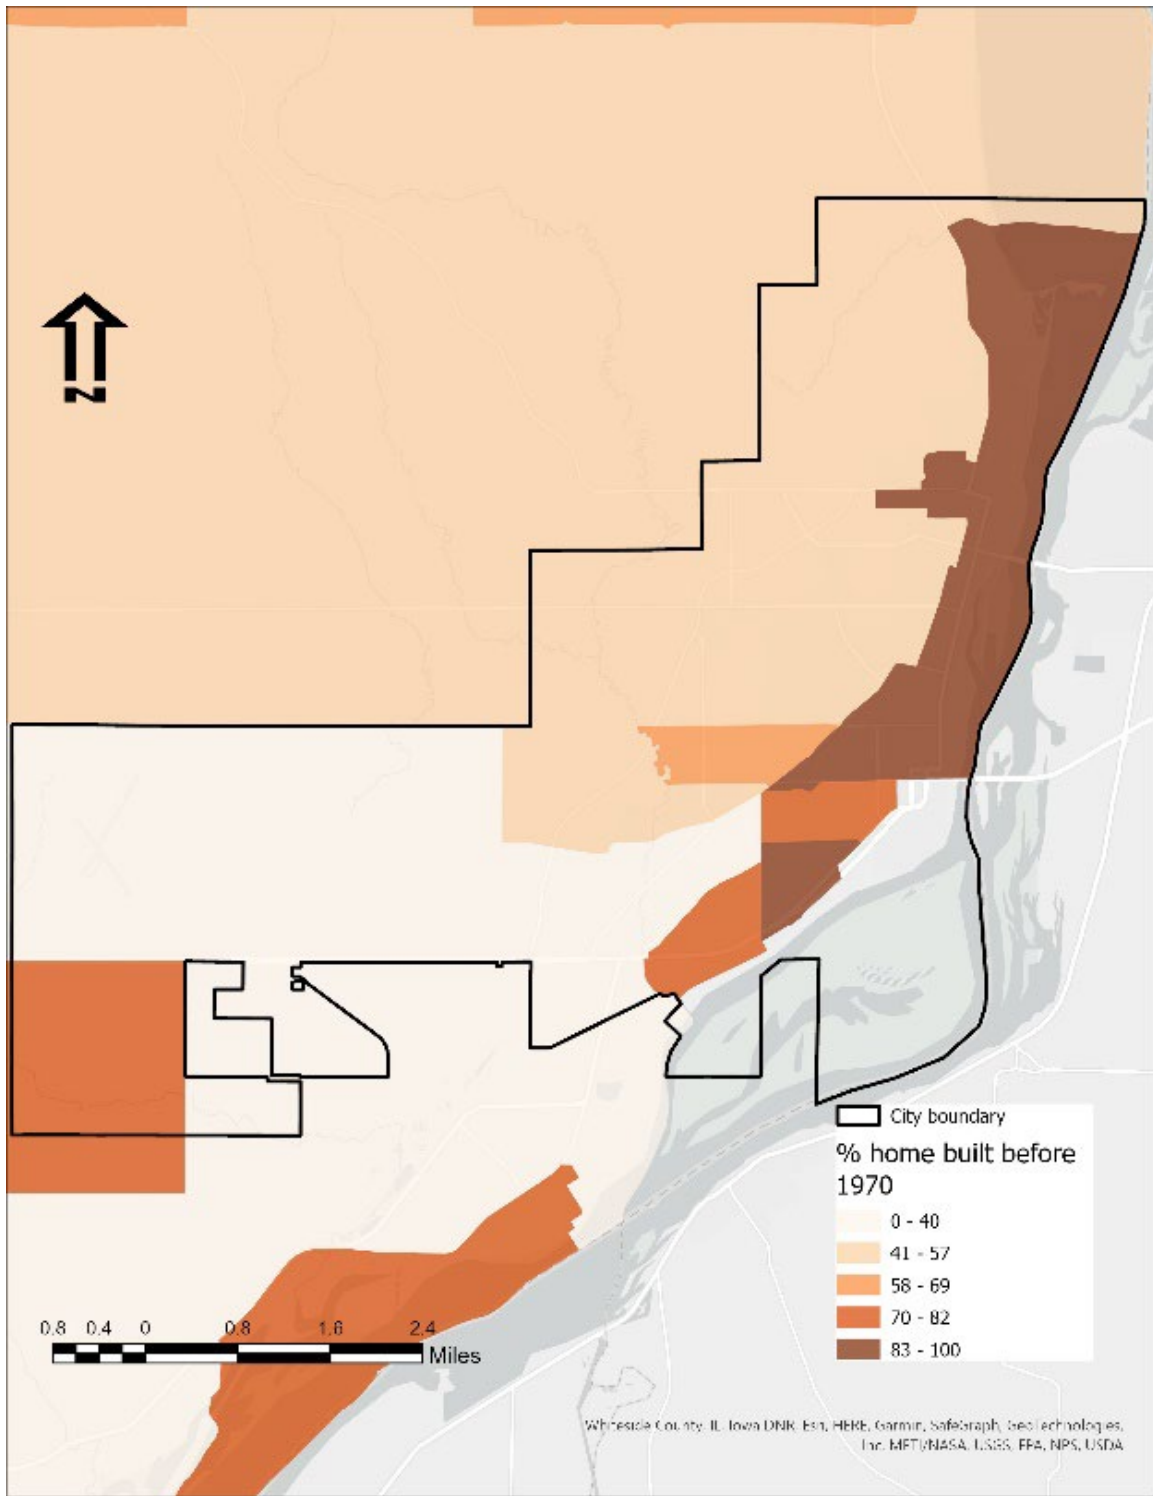 N
City boundary
% home built before
1970
0 - 40
41 - 57
58 - 69
70 - 82
83 - 100
0.8 0.4 0 0.8 1.6 2.4
Miles
Whiteside County, IL, Iowa DNR, Esri, HERE, Garmin, SafeGraph, GeoTechnologies,
Inc, METI/NASA, USGS, EPA, NPS, USDA